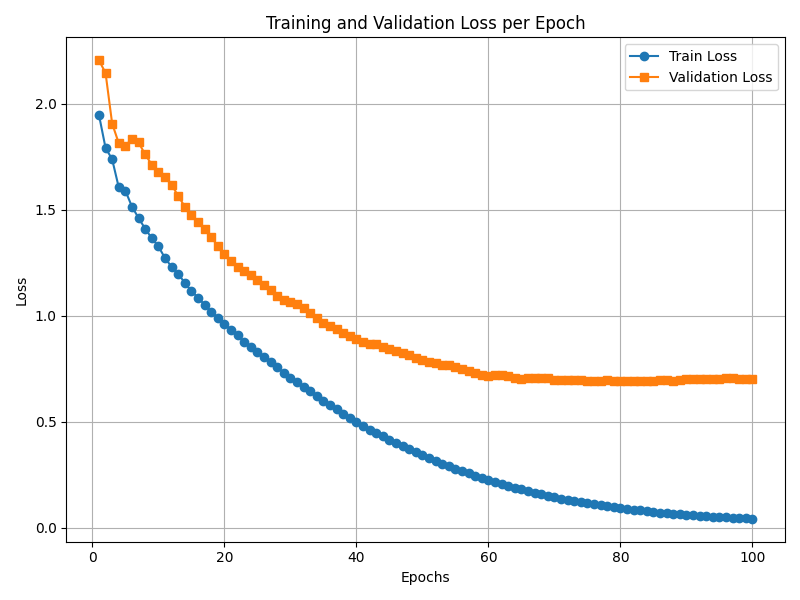 Training and Validation Loss per Epoch
Train Loss
Validation Loss
2.0
1.5
1.0
0.5
0.0
Loss
0 20 40 60 80 100
Epochs